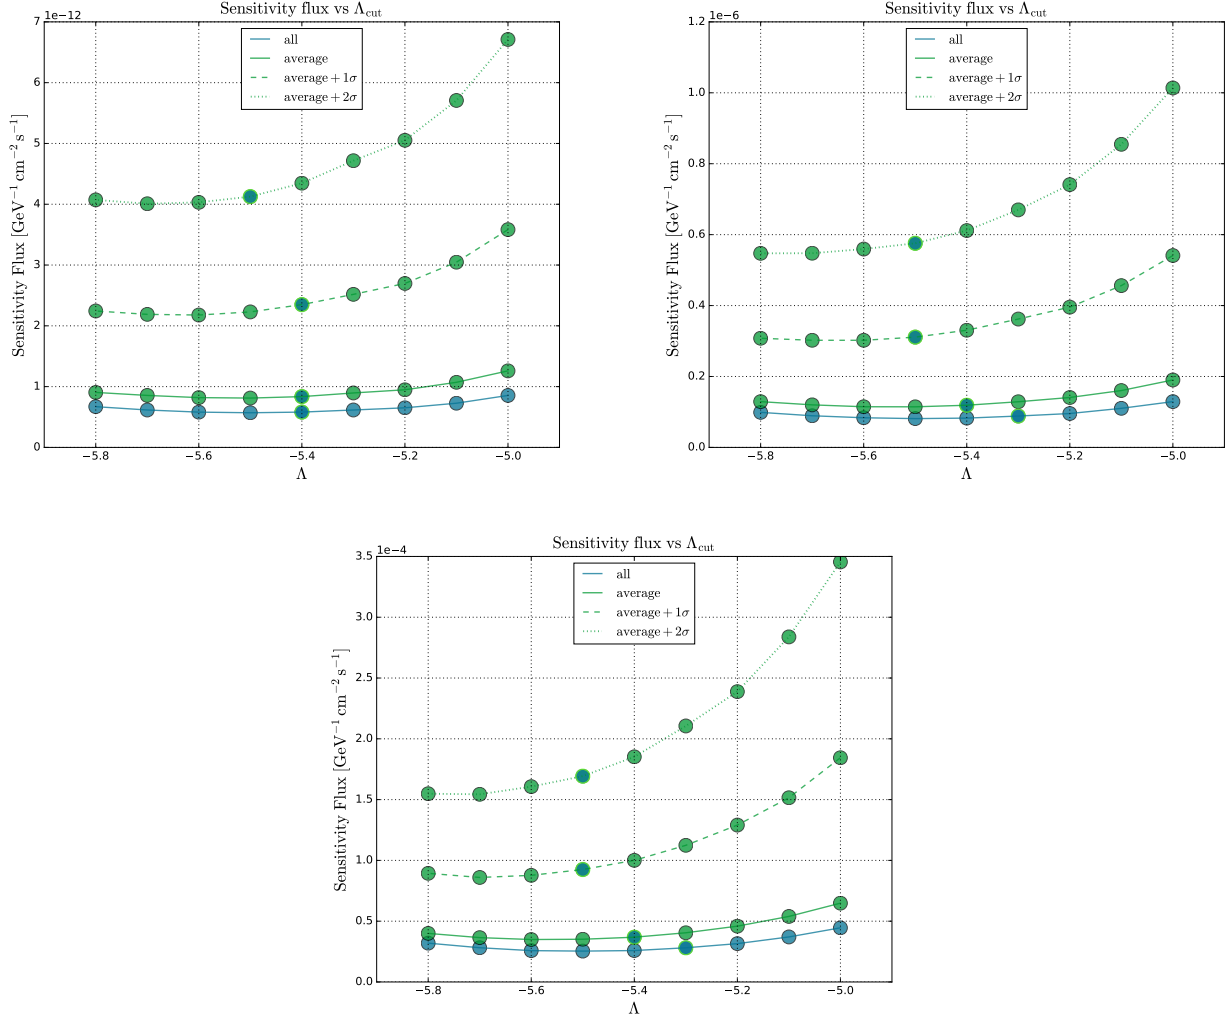 Sensitivity flux vs Λcut
1e−12
7
6
5
4
3
2
1
0
Sensitivity Flux [GeV⁻¹ cm⁻² s⁻¹]
all
average
average + 1σ
average + 2σ
−5.8 −5.6 −5.4 −5.2 −5.0
Λ
Sensitivity flux vs Λcut
1e−6
1.2
1.0
0.8
0.6
0.4
0.2
0.0
Sensitivity Flux [GeV⁻¹ cm⁻² s⁻¹]
all
average
average + 1σ
average + 2σ
−5.8 −5.6 −5.4 −5.2 −5.0
Λ
Sensitivity flux vs Λcut
1e−4
3.5
3.0
2.5
2.0
1.5
1.0
0.5
0.0
Sensitivity Flux [GeV⁻¹ cm⁻² s⁻¹]
all
average
average + 1σ
average + 2σ
−5.8 −5.6 −5.4 −5.2 −5.0
Λ